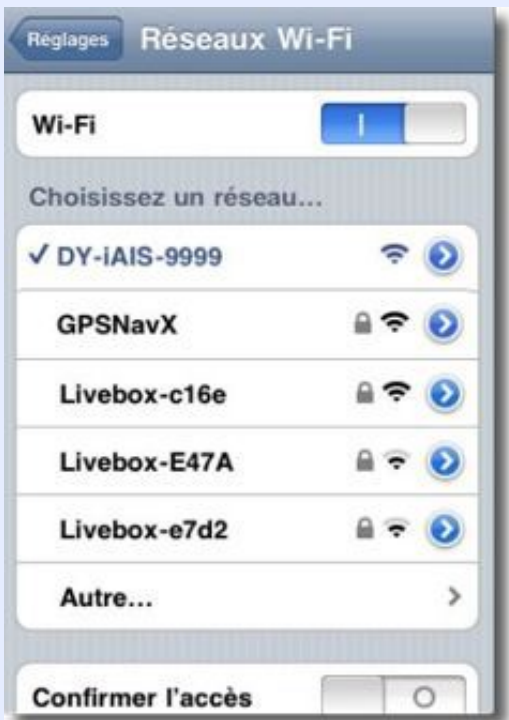 Réglages
Réseaux Wi-Fi
Wi-Fi
Choisissez un réseau...
DY-iAIS-9999
GPSNavX
Livebox-c16e
Livebox-E47A
Livebox-e7d2
Autre...
Confirmer l'accès